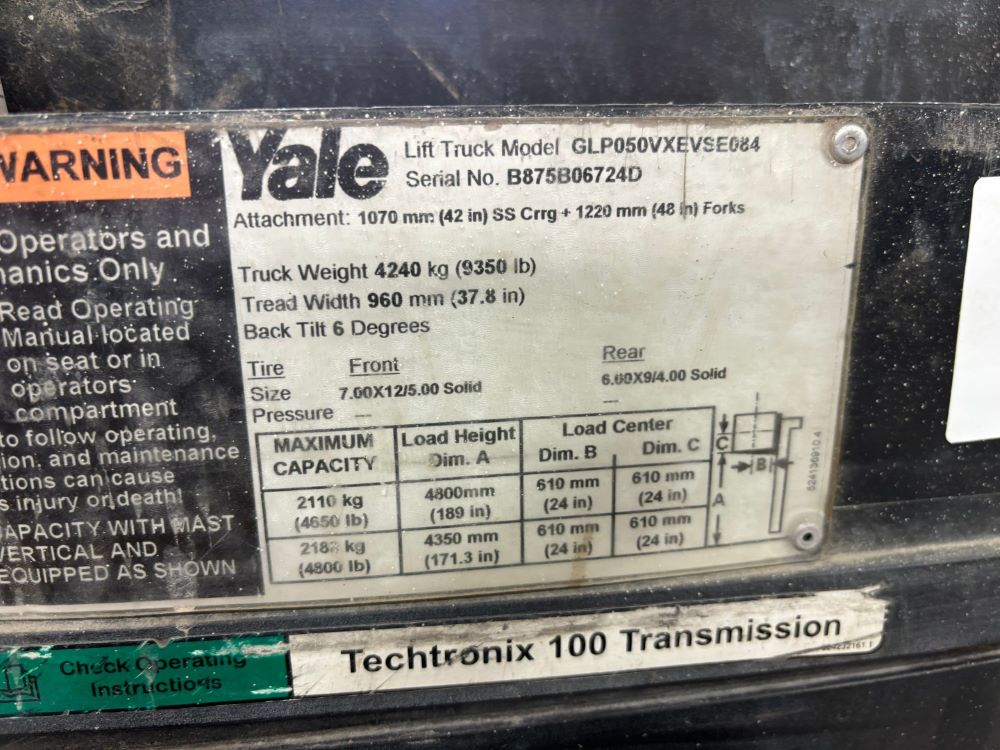 WARNING
Operators and
Mechanics Only
Read Operating
Manual located
on seat or in
operators
compartment
to follow operating,
and maintenance
can cause
injury or death!
CAPACITY WITH MAST
VERTICAL AND
EQUIPPED AS SHOWN
Yale
Lift Truck Model GLP050VXEVSE084
Serial No. B875B06724D
Attachment: 1070 mm (42 in) SS Crrg + 1220 mm (48 in) Forks
Truck Weight 4240 kg (9350 lb)
Tread Width 960 mm (37.8 in)
Back Tilt 6 Degrees
Tire Front Rear
Size 7.00X12/5.00 Solid 6.00X9/4.00 Solid
Pressure --- ---
MAXIMUM CAPACITY Load Height Dim. A Load Center Dim. B Dim. C
2110 kg (4650 lb) 4800mm (189 in) 610 mm (24 in) 610 mm (24 in)
kg (4800 lb) 4350 mm (171.3 in) 610 mm (24 in) 610 mm (24 in)
C
B
A
524136910 4
Check Operating
Instructions
Techtronix 100 Transmission